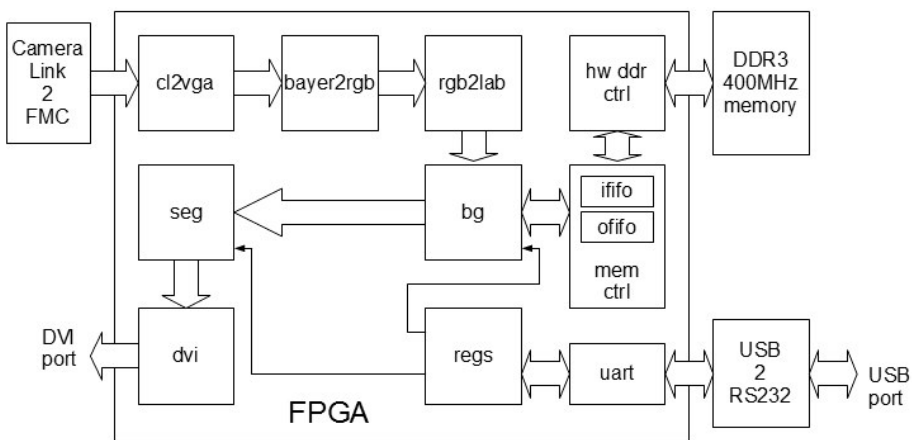 Camera
Link
2
FMC
cl2vga
bayer2rgb
rgb2lab
hw ddr
ctrl
DDR3
400MHz
memory
seg
bg
ififo
ofifo
mem
ctrl
DVI
port
dvi
regs
uart
USB
2
RS232
USB
port
FPGA